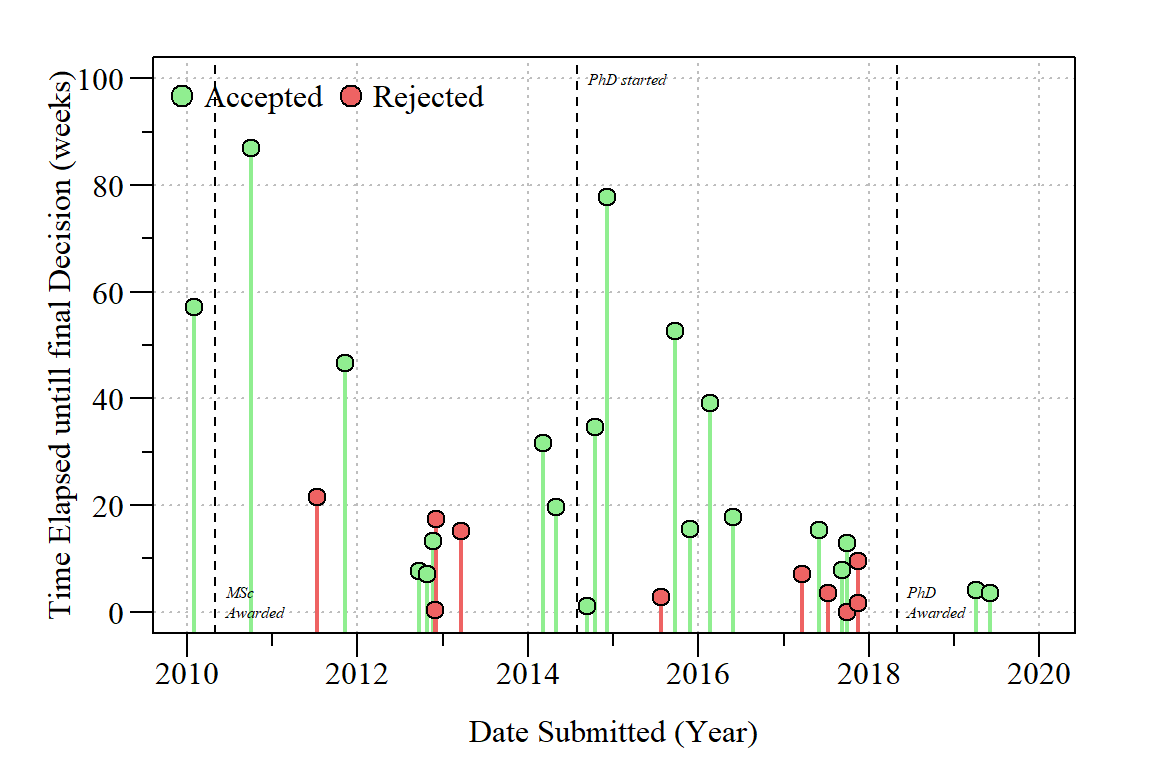 Time Elapsed untill final Decision (weeks)
100
80
60
40
20
0
Accepted Rejected
PhD started
MSc
Awarded
PhD
Awarded
2010 2012 2014 2016 2018 2020
Date Submitted (Year)